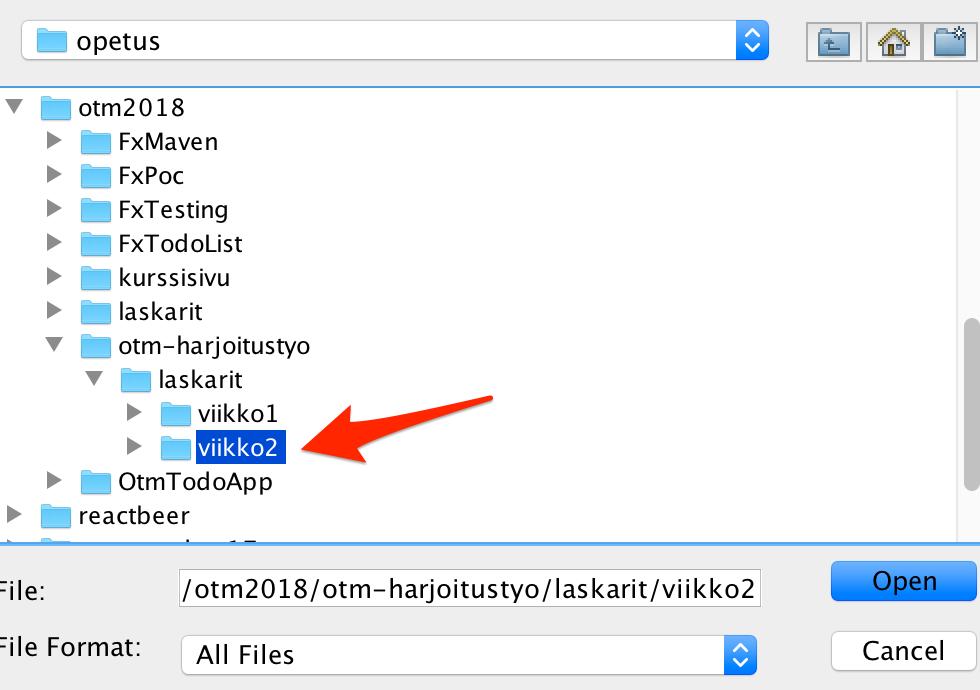 opetus
otm2018
FxMaven
FxPoc
FxTesting
FxTodoList
kurssisivu
laskarit
otm-harjoitustyo
laskarit
viikko1
viikko2
OtmTodoApp
reactbeer
File:
/otm2018/otm-harjoitustyo/laskarit/viikko2
Open
File Format:
All Files
Cancel